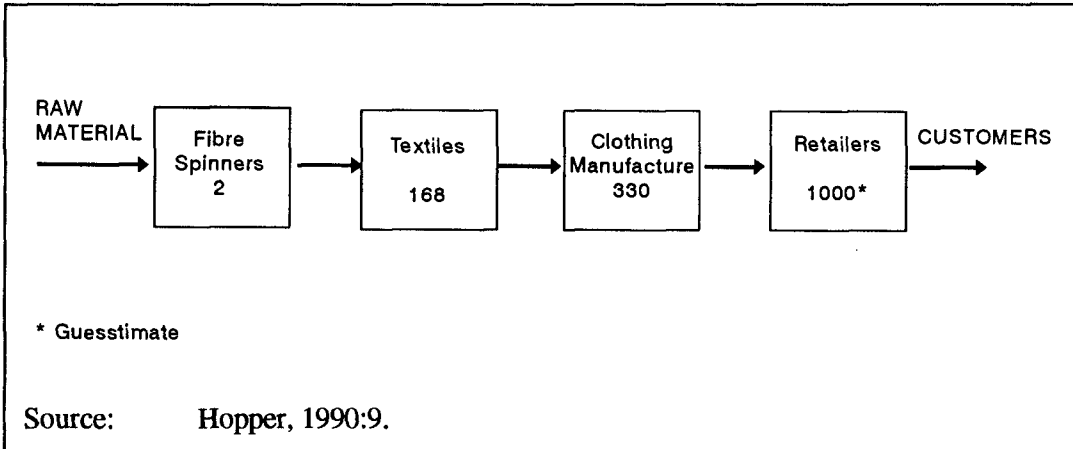 RAW
MATERIAL
Fibre
Spinners
2
Textiles
168
Clothing
Manufacture
330
Retailers
1000*
CUSTOMERS
* Guesstimate
Source: Hopper, 1990:9.